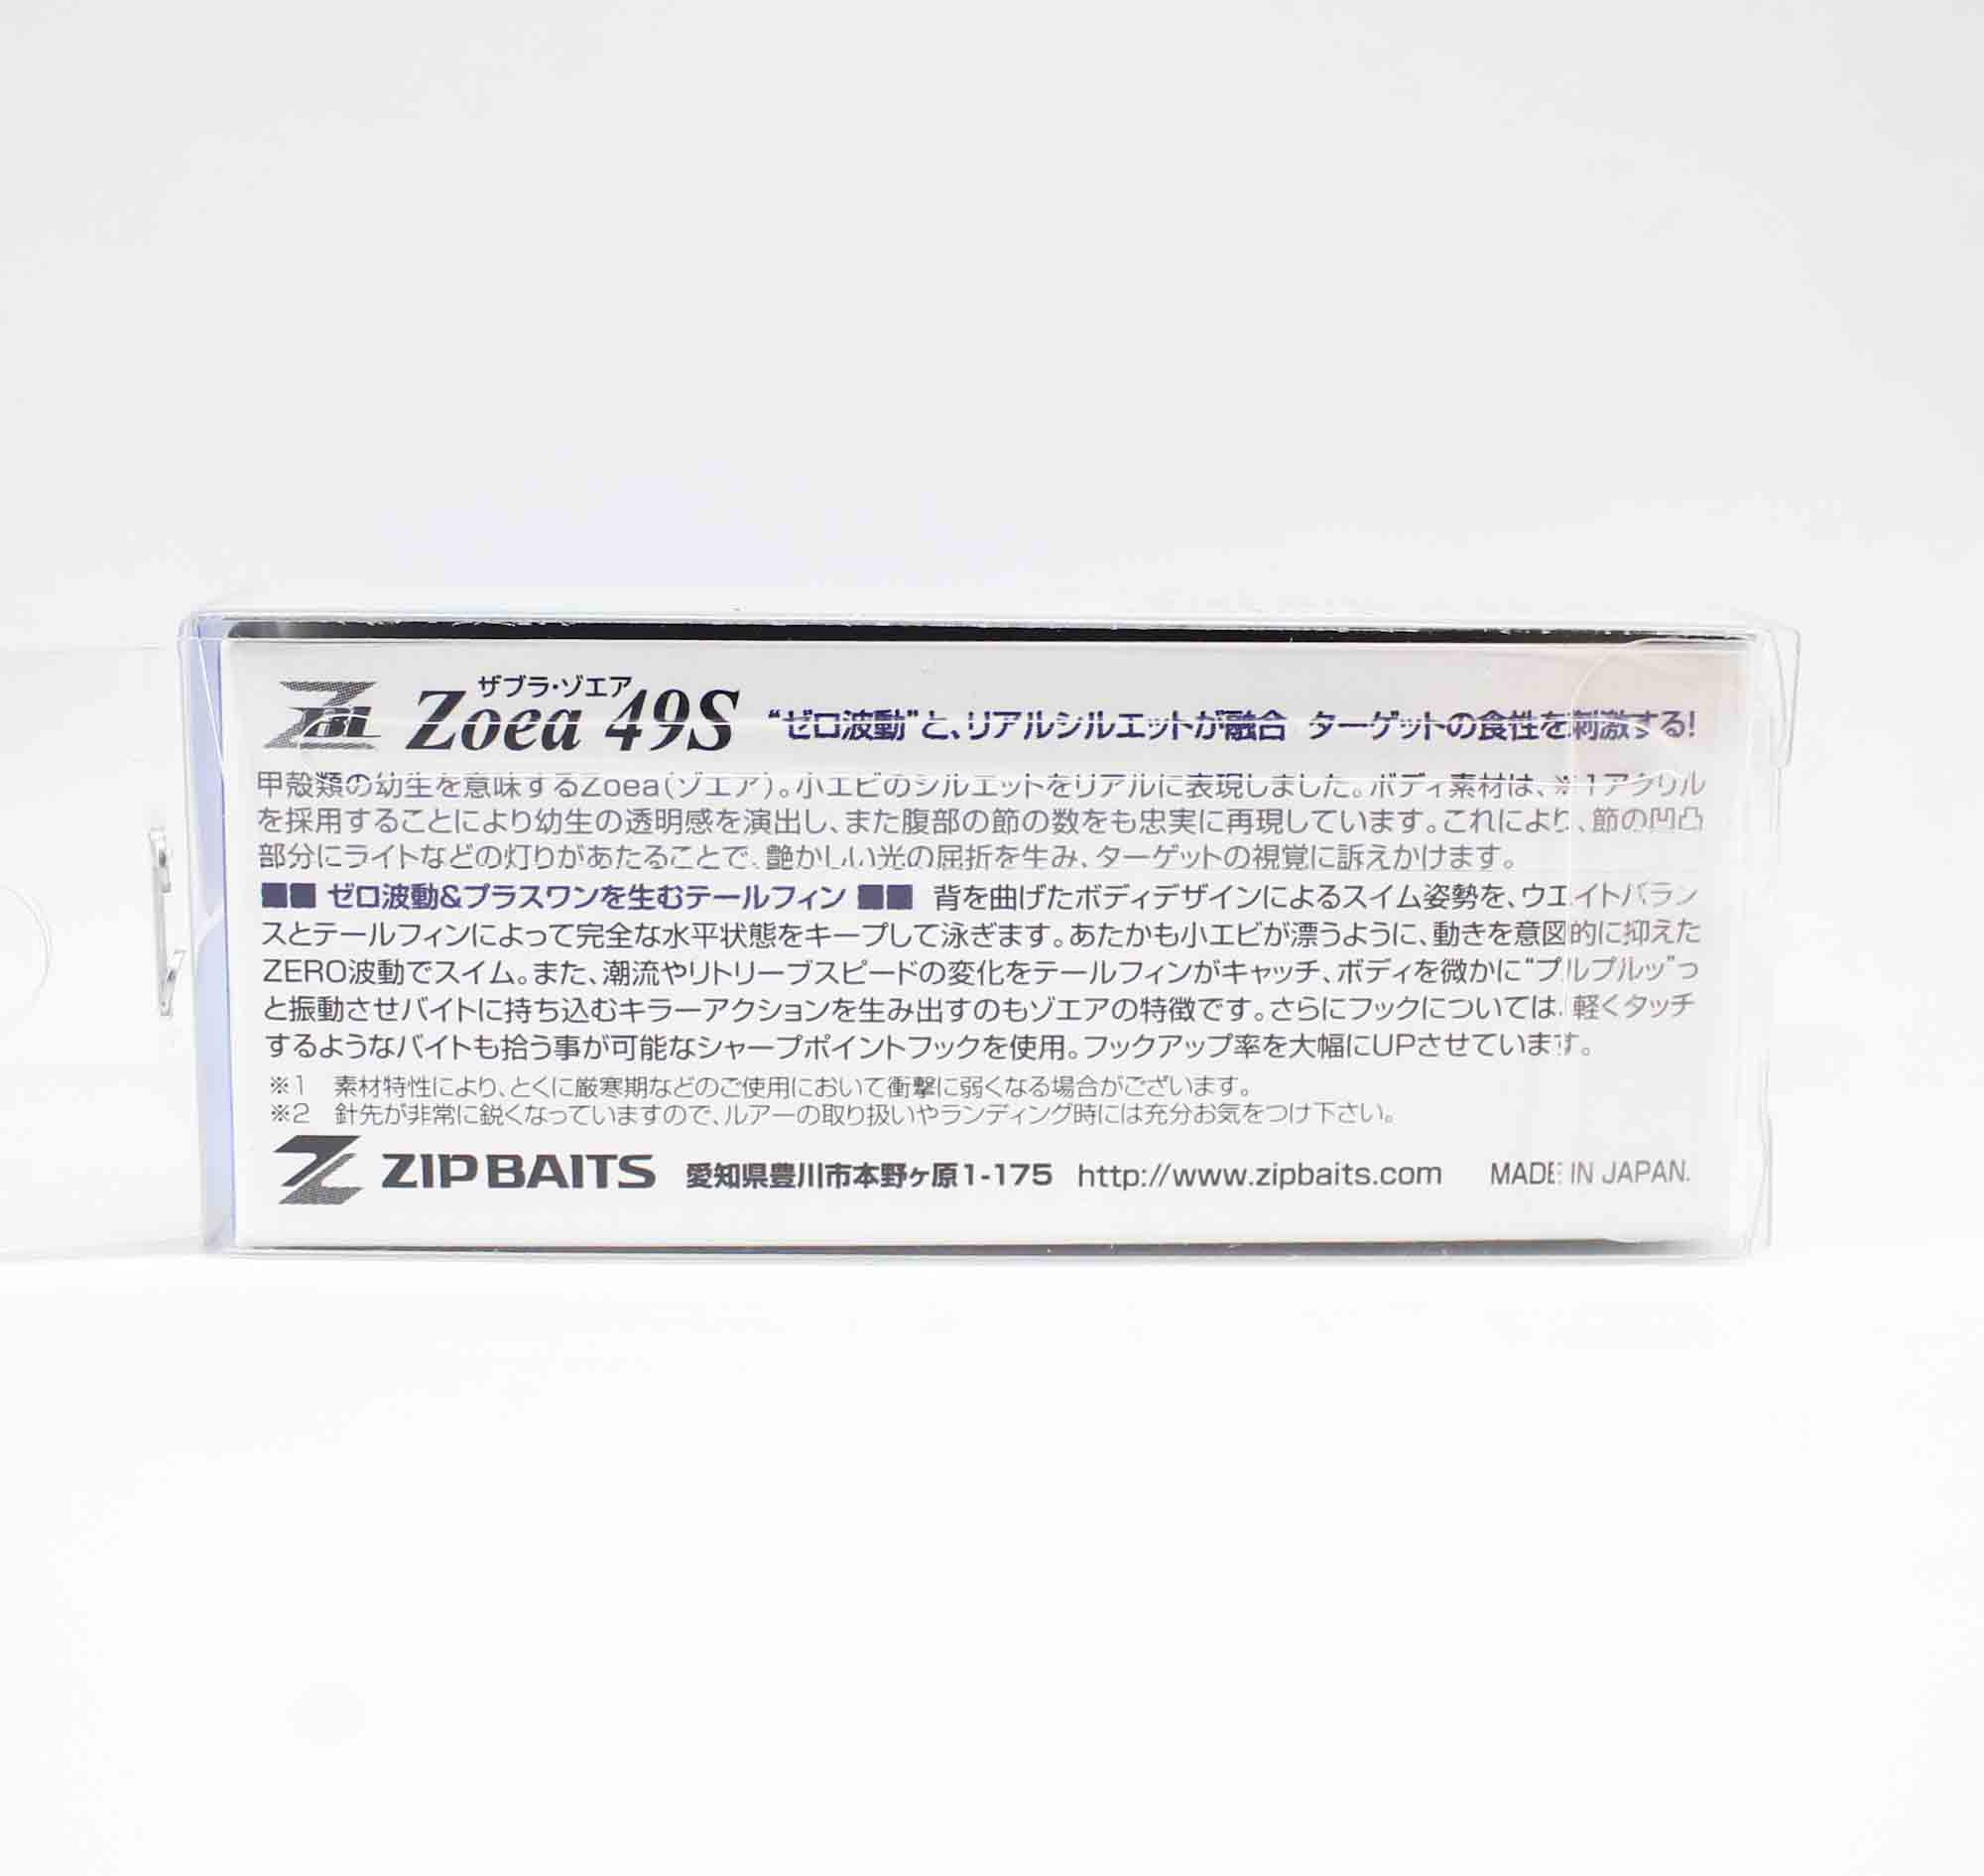 ZBL ザブラ・ゾエア
Zoea 49S “ゼロ波動”と、リアルシルエットが融合 ターゲットの食性を刺激する!
甲殻類の幼生を意味するZoea(ゾエア)。小エビのシルエットをリアルに表現しました。ボディ素材は、※1アクリル
を採用することにより幼生の透明感を演出し、また腹部の節の数をも忠実に再現しています。これにより、節の凹凸
部分にライトなどの灯りがあたることで、艶かしい光の屈折を生み、ターゲットの視覚に訴えかけます。
■■ ゼロ波動&プラスワンを生むテールフィン ■■ 背を曲げたボディデザインによるスイム姿勢を、ウエイトバラン
スとテールフィンによって完全な水平状態をキープして泳ぎます。あたかも小エビが漂うように、動きを意図的に抑えた
ZERO波動でスイム。また、潮流やリトリーブスピードの変化をテールフィンがキャッチ、ボディを微かに“プルプルッ”っ
と振動させバイトに持ち込むキラーアクションを生み出すのもゾエアの特徴です。さらにフックについては、軽くタッチ
するようなバイトも拾う事が可能なシャープポイントフックを使用。フックアップ率を大幅にUPさせています。
※1 素材特性により、とくに厳寒期などのご使用において衝撃に弱くなる場合がございます。
※2 針先が非常に鋭くなっていますので、ルアーの取り扱いやランディング時には充分お気をつけ下さい。
ZIPBAITS 愛知県豊川市本野ヶ原1-175 http://www.zipbaits.com MADE IN JAPAN.